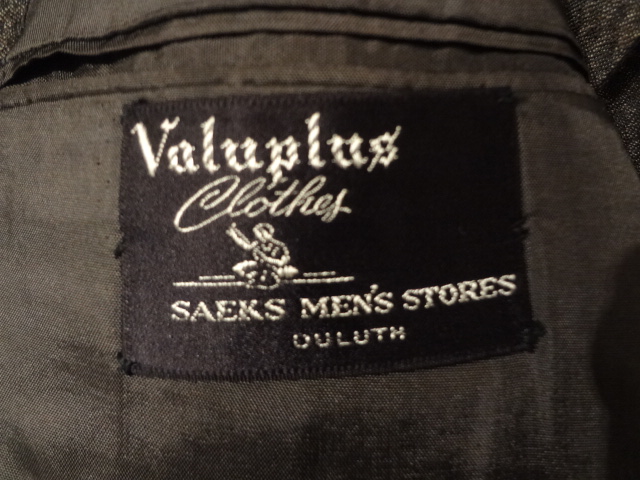 Valuplus
Clothes
SAEKS MEN'S STORES
DULUTH